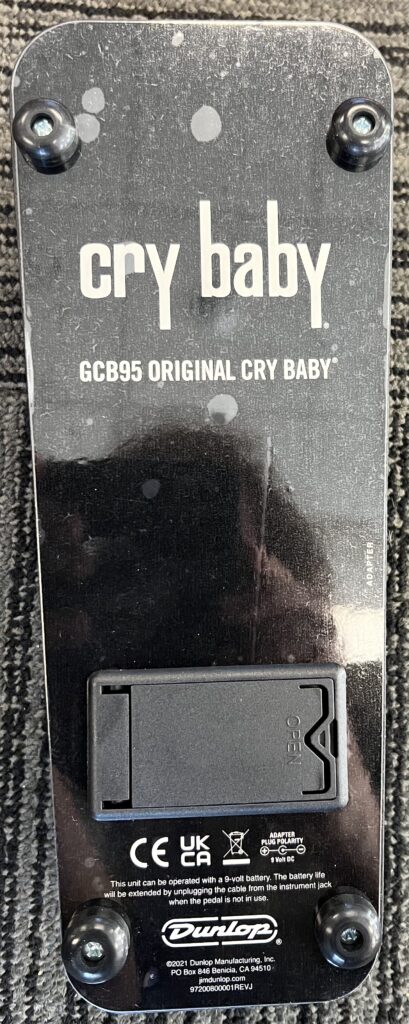 cry baby®
GCB95 ORIGINAL CRY BABY®
ADAPTER
OPEN
CE UK CA
ADAPTER
PLUG POLARITY
9 Volt DC
This unit can be operated with a 9-volt battery. The battery life
will be extended by unplugging the cable from the instrument jack
when the pedal is not in use.
Dunlop®
©2021 Dunlop Manufacturing, Inc.
PO Box 846 Benicia, CA 94510
jimdunlop.com
97200800001REVJ